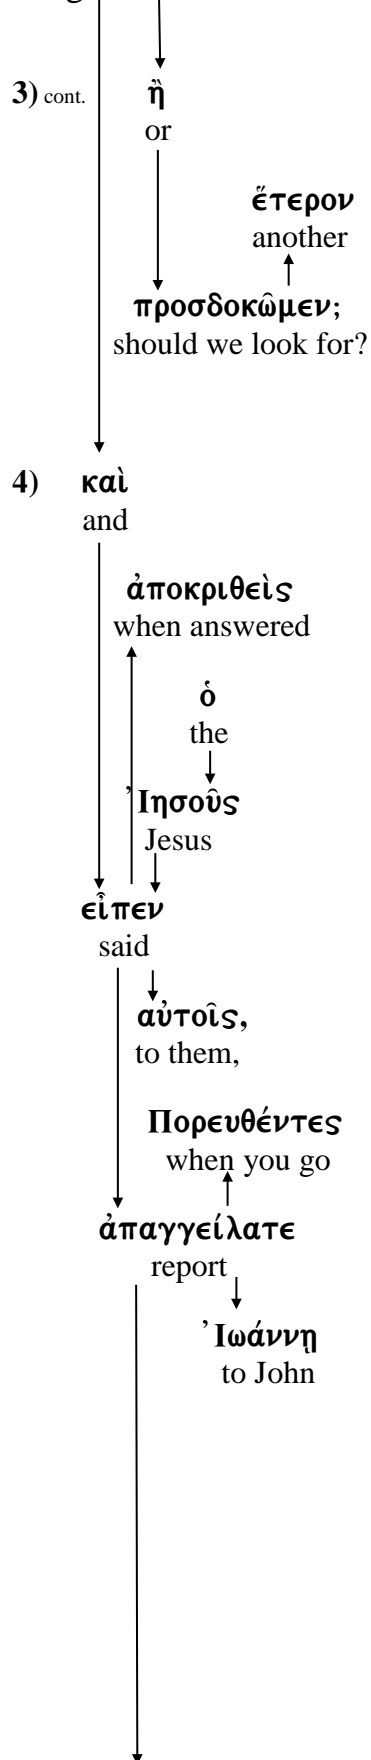 3) cont. ἢ
or
ἕτερον
another
προσδοκῶμεν;
should we look for?
4) καὶ
and
ἀποκριθεὶς
when answered
ὁ
the
Ἰησοῦς
Jesus
εἶπεν
said
αὐτοῖς,
to them,
Πορευθέντες
when you go
ἀπαγγείλατε
report
Ἰωάννῃ
to John